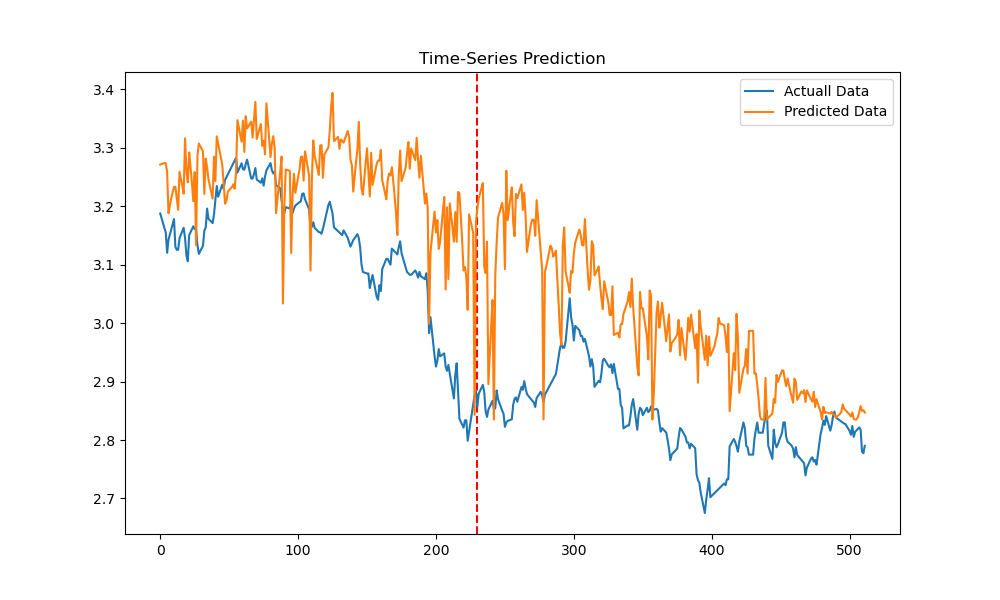 Time-Series Prediction
Actuall Data
Predicted Data
3.4
3.3
3.2
3.1
3.0
2.9
2.8
2.7
0 100 200 300 400 500